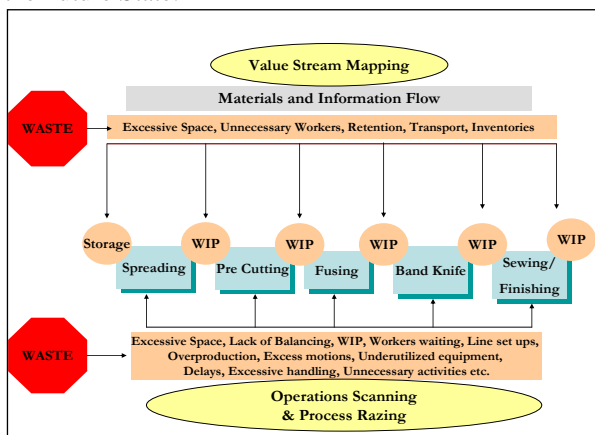 Value Stream Mapping
Materials and Information Flow
WASTE
Excessive Space, Unnecessary Workers, Retention, Transport, Inventories
Storage
WIP
WIP
WIP
WIP
WIP
Spreading
Pre Cutting
Fusing
Band Knife
Sewing/
Finishing
WASTE
Excessive Space, Lack of Balancing, WIP, Workers waiting, Line set ups,
Overproduction, Excess motions, Underutilized equipment,
Delays, Excessive handling, Unnecessary activities etc.
Operations Scanning
& Process Razing